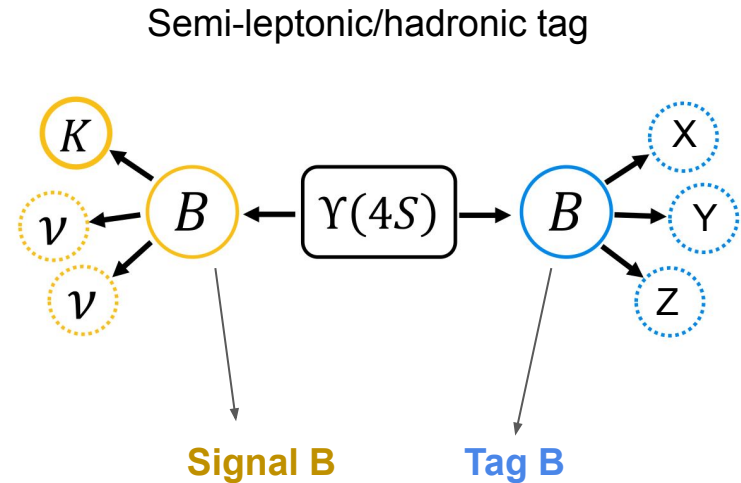 Semi-leptonic/hadronic tag
K
ν
ν
B
ϒ(4S)
B
X
Y
Z
Signal B
Tag B